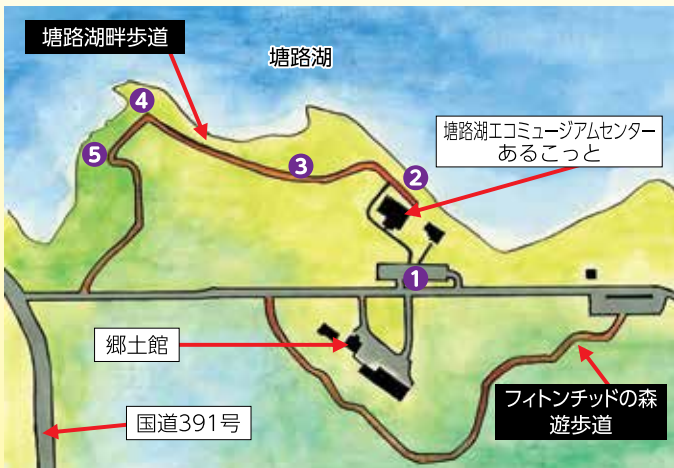 塘路湖畔歩道
塘路湖
④
⑤
③
②
塘路湖エコミュージアムセンター
あるこっと
①
郷土館
国道391号
フィトンチッドの森
遊歩道